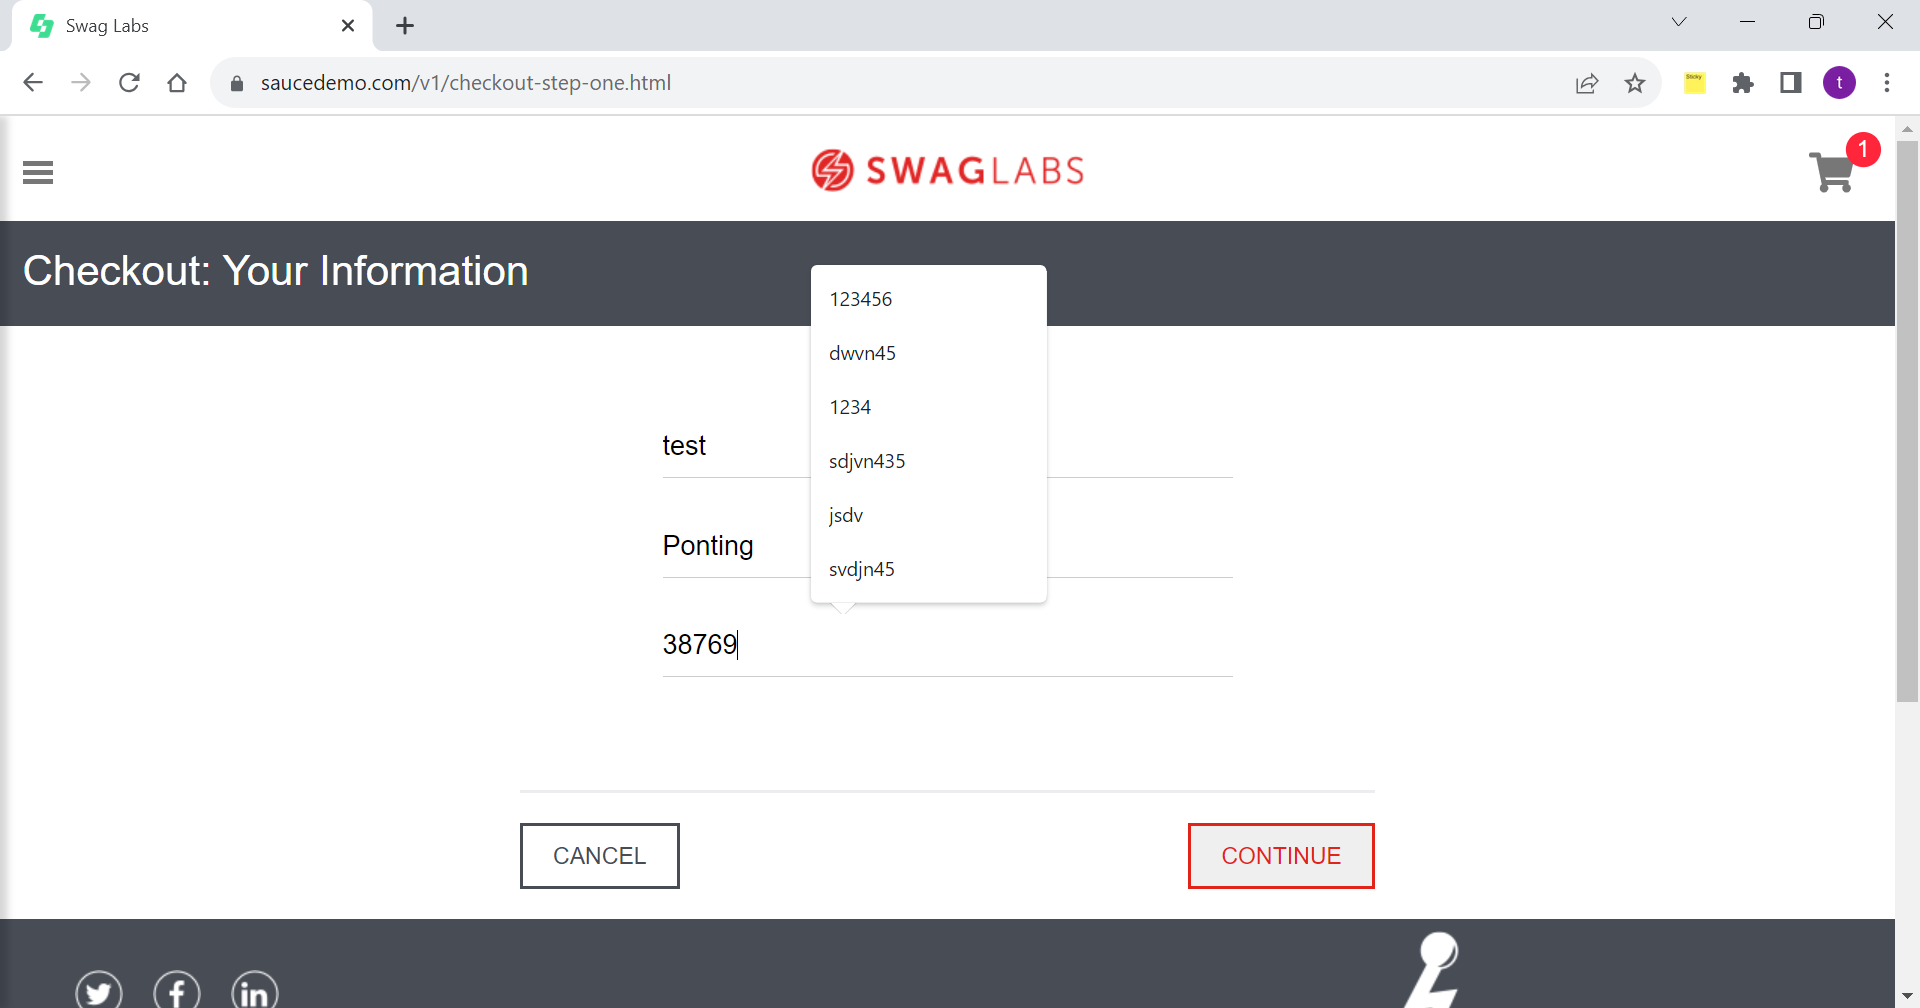 Swag Labs
saucedemo.com/v1/checkout-step-one.html
Sticky
t
SWAGLABS
1
Checkout: Your Information
123456
dwvn45
1234
sdjvn435
jsdv
svdjn45
test
Ponting
38769
CANCEL
CONTINUE